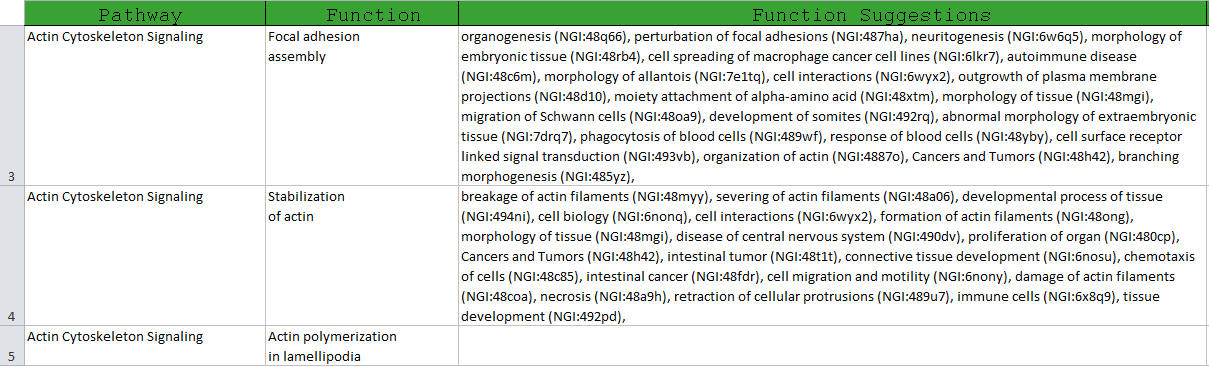 Pathway Function Function Suggestions
Actin Cytoskeleton Signaling Focal adhesion organogenesis (NGI:48q66), perturbation of focal adhesions (NGI:487ha), neuritogenesis (NGI:6w6q5), morphology of
assembly embryonic tissue (NGI:48rb4), cell spreading of macrophage cancer cell lines (NGI:6lkr7), autoimmune disease
(NGI:48c6m), morphology of allantois (NGI:7e1tq), cell interactions (NGI:6wyx2), outgrowth of plasma membrane
projections (NGI:48d10), moiety attachment of alpha-amino acid (NGI:48xtm), morphology of tissue (NGI:48mgi),
migration of Schwann cells (NGI:48oa9), development of somites (NGI:492rq), abnormal morphology of extraembryonic
tissue (NGI:7drq7), phagocytosis of blood cells (NGI:489wf), response of blood cells (NGI:48yby), cell surface receptor
linked signal transduction (NGI:493vb), organization of actin (NGI:4887o), Cancers and Tumors (NGI:48h42), branching
3 morphogenesis (NGI:485yz),
Actin Cytoskeleton Signaling Stabilization breakage of actin filaments (NGI:48myy), severing of actin filaments (NGI:48a06), developmental process of tissue
of actin (NGI:494ni), cell biology (NGI:6nonq), cell interactions (NGI:6wyx2), formation of actin filaments (NGI:48ong),
morphology of tissue (NGI:48mgi), disease of central nervous system (NGI:490dv), proliferation of organ (NGI:480cp),
Cancers and Tumors (NGI:48h42), intestinal tumor (NGI:48t1t), connective tissue development (NGI:6nosu), chemotaxis
of cells (NGI:48c85), intestinal cancer (NGI:48fdr), cell migration and motility (NGI:6nony), damage of actin filaments
(NGI:48coa), necrosis (NGI:48a9h), retraction of cellular protrusions (NGI:489u7), immune cells (NGI:6x8q9), tissue
4 development (NGI:492pd),
Actin Cytoskeleton Signaling Actin polymerization
5 in lamellipodia